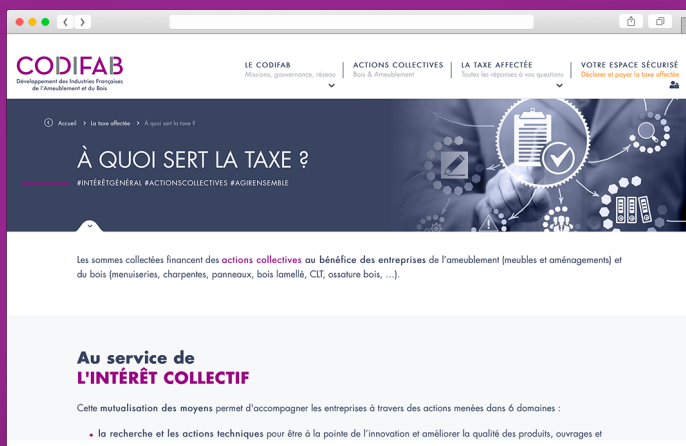 CODIFAB
Développement des Industries Françaises
de l'Ameublement et du Bois
LE CODIFAB
Missions, gouvernance, réseau
ACTIONS COLLECTIVES
Bois & Ameublement
LA TAXE AFFECTÉE
Toutes les réponses à vos questions
VOTRE ESPACE SÉCURISÉ
Déclarer et payer la taxe affectée
Accueil > La taxe affectée > À quoi sert la taxe ?
À QUOI SERT LA TAXE ?
#INTÉRÊTGÉNÉRAL #ACTIONSCOLLECTIVES #AGIRENSEMBLE
Les sommes collectées financent des actions collectives au bénéfice des entreprises de l'ameublement (meubles et aménagements) et
du bois (menuiseries, charpentes, panneaux, bois lamellé, CLT, ossature bois, ...).
Au service de
L'INTÉRÊT COLLECTIF
Cette mutualisation des moyens permet d'accompagner les entreprises à travers des actions menées dans 6 domaines :
• la recherche et les actions techniques pour être à la pointe de l'innovation et améliorer la qualité des produits, ouvrages et